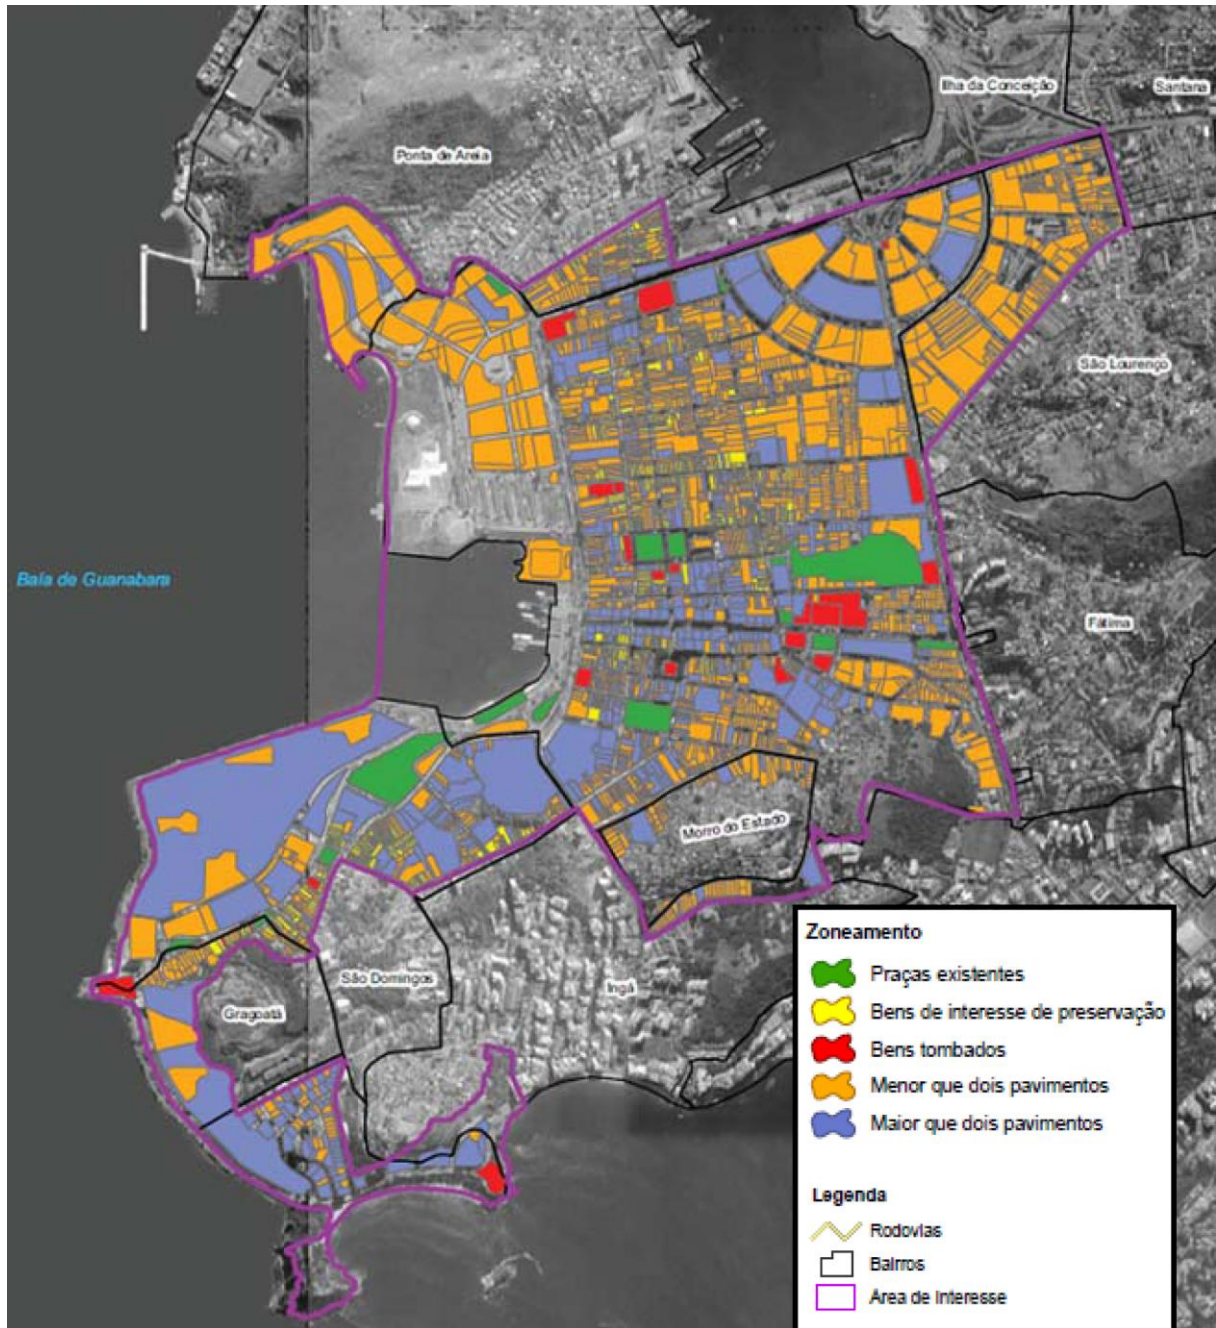 Ilha da Conceição
Santana
Ponta de Areia
São Lourenço
Baía de Guanabara
Fátima
Morro do Estado
São Domingos
Ingá
Gragoatá
Zoneamento
Praças existentes
Bens de interesse de preservação
Bens tombados
Menor que dois pavimentos
Maior que dois pavimentos
Legenda
Rodovias
Bairros
Área de Interesse